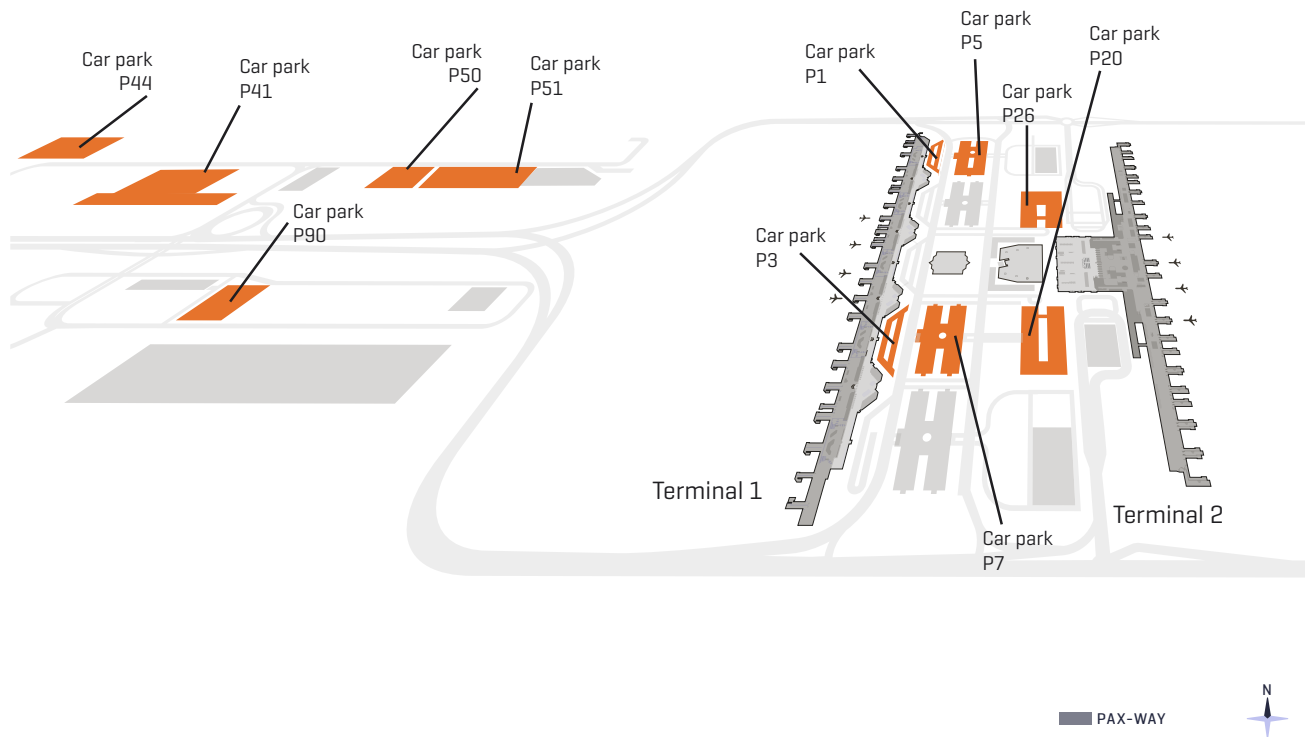 Car park
P44
Car park
P41
Car park
P50
Car park
P51
Car park
P90
Car park
P1
Car park
P5
Car park
P20
Car park
P26
Car park
P3
Terminal 1
Terminal 2
Car park
P7
N
PAX-WAY